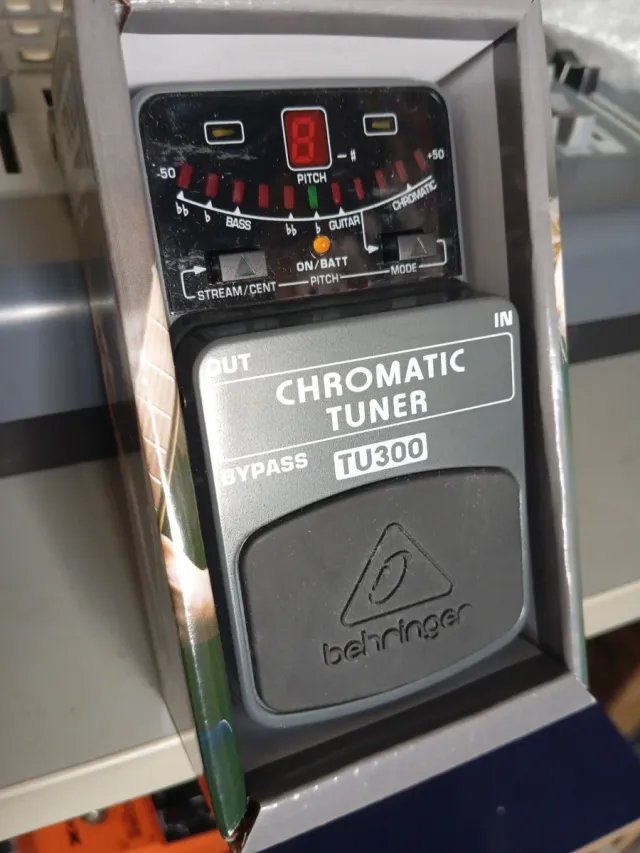 8
-#
-50
+50
PITCH
bb
b
BASS
bb
b
GUITAR
CHROMATIC
ON/BATT
STREAM/CENT
PITCH
MODE
OUT
IN
CHROMATIC
TUNER
BYPASS
TU300
behringer